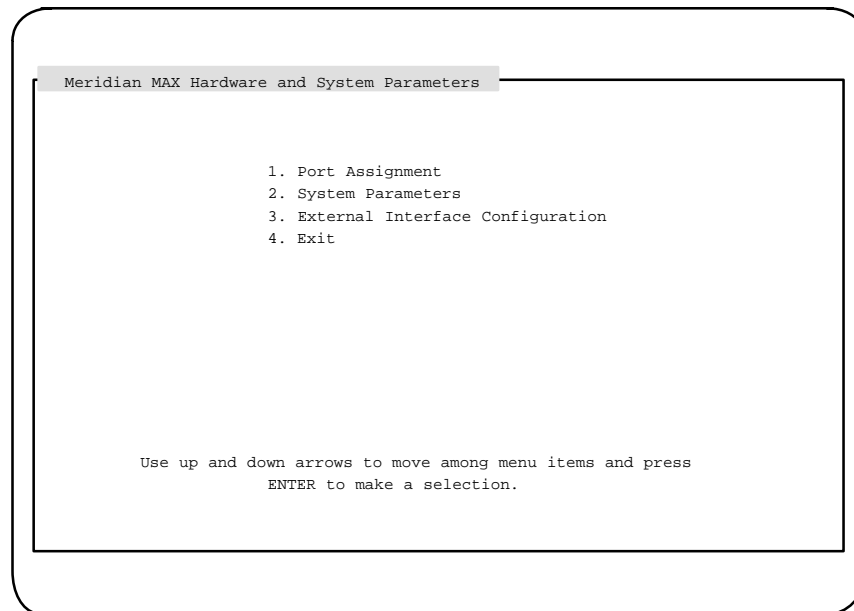 Meridian MAX Hardware and System Parameters
1. Port Assignment
2. System Parameters
3. External Interface Configuration
4. Exit
Use up and down arrows to move among menu items and press
ENTER to make a selection.